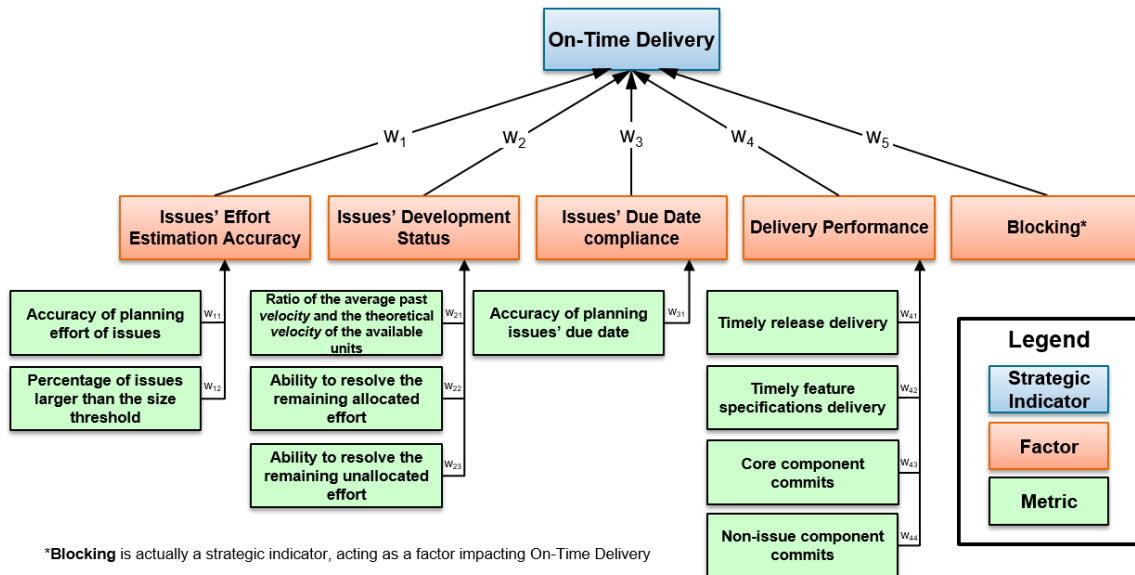 On-Time Delivery
w1
w2
w3
w4
w5
Issues' Effort
Estimation Accuracy
Issues' Development
Status
Issues' Due Date
compliance
Delivery Performance
Blocking*
Accuracy of planning
effort of issues
w11
Percentage of issues
larger than the size
threshold
w12
Ratio of the average past
velocity and the theoretical
velocity of the available
units
w21
Ability to resolve the
remaining allocated
effort
w22
Ability to resolve the
remaining unallocated
effort
w23
Accuracy of planning
issues' due date
w31
Timely release delivery
w41
Timely feature
specifications delivery
w42
Core component
commits
w43
Non-issue component
commits
w44
Legend
Strategic
Indicator
Factor
Metric
*Blocking is actually a strategic indicator, acting as a factor impacting On-Time Delivery